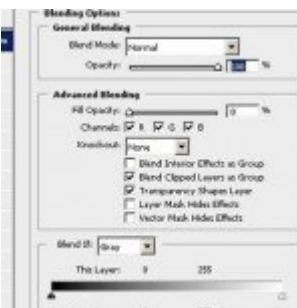 Blending Options
General Blending
Blend Mode: Normal
Opacity: %
Advanced Blending
Fill Opacity: 0 %
Channels: R G B
Knockout: None
Blend Interior Effects as Group
Blend Clipped Layers as Group
Transparency Shapes Layer
Layer Mask Hides Effects
Vector Mask Hides Effects
Blend If: Gray
This Layer: 0 255